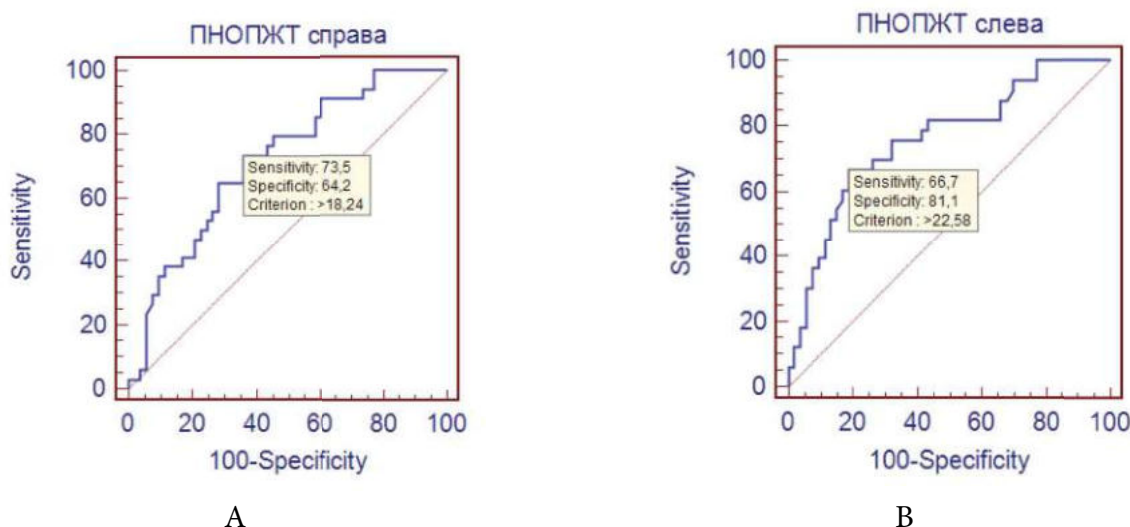 ПНОПЖТ справа
100
80
60
40
20
0
Sensitivity
Sensitivity: 73,5
Specificity: 64,2
Criterion : >18,24
0 20 40 60 80 100
100-Specificity
A
ПНОПЖТ слева
100
80
60
40
20
0
Sensitivity
Sensitivity: 66,7
Specificity: 81,1
Criterion : >22,58
0 20 40 60 80 100
100-Specificity
B